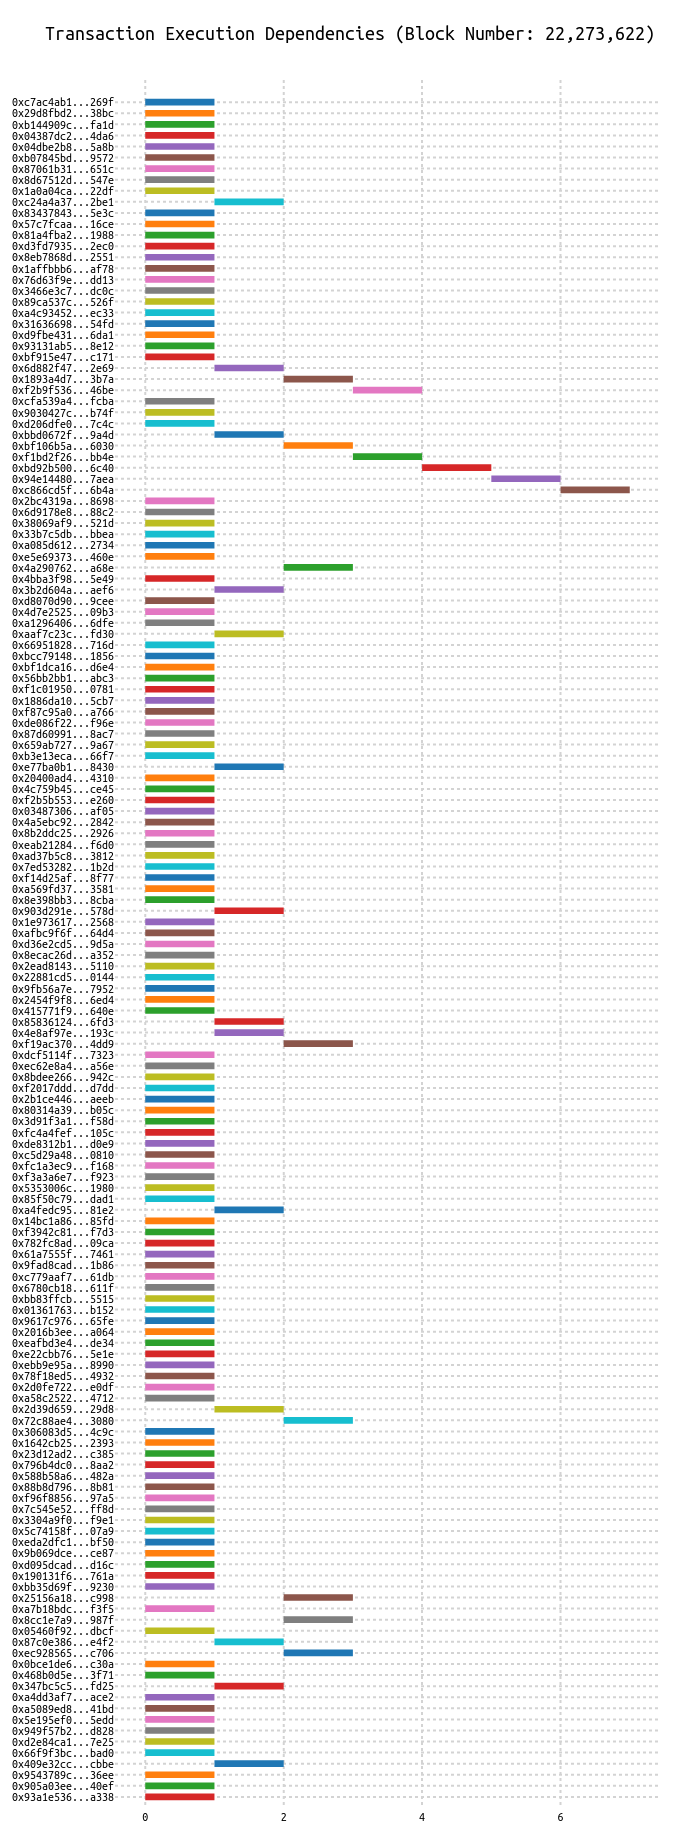 Transaction Execution Dependencies (Block Number: 22,273,622)
0xc7ac4ab1...269f
0x29d8fbd2...38bc
0xb144909c...fa1d
0x04387dc2...4da6
0x04dbe2b8...5a8b
0xb07845bd...9572
0x87061b31...651c
0x8d67512d...547e
0x1a0a04ca...22df
0xc24a4a37...2be1
0x83437843...5e3c
0x57c7fcaa...16ce
0x81a4fba2...1988
0xd3fd7935...2ec0
0x8eb7868d...2551
0x1affbbb6...af78
0x76d63f9e...dd13
0x3466e3c7...dc0c
0x89ca537c...526f
0xa4c93452...ec33
0x31636698...54fd
0xd9fbe431...6da1
0x93131ab5...8e12
0xbf915e47...c171
0x6d882f47...2e69
0x1893a4d7...3b7a
0xf2b9f536...46be
0xcfa539a4...fcba
0x9030427c...b74f
0xd206dfe0...7c4c
0xbbd0672f...9a4d
0xbf106b5a...6030
0xf1bd2f26...bb4e
0xbd92b500...6c40
0x94e14480...7aea
0xc866cd5f...6b4a
0x2bc4319a...8698
0x6d9178e8...88c2
0x38069af9...521d
0x33b7c5db...bbea
0xa085d612...2734
0xe5e69373...460e
0x4a290762...a68e
0x4bba3f98...5e49
0x3b2d604a...aef6
0xd8070d90...9cee
0x4d7e2525...09b3
0xa1296406...6dfe
0xaaf7c23c...fd30
0x66951828...716d
0xbcc79148...1856
0xbf1dca16...d6e4
0x56bb2bb1...abc3
0xf1c01950...0781
0x1886da10...5cb7
0xf87c95a0...a766
0xde086f22...f96e
0x87d60991...8ac7
0x659ab727...9a67
0xb3e13eca...66f7
0xe77ba0b1...8430
0x20400ad4...4310
0x4c759b45...ce45
0xf2b5b553...e260
0x03487306...af05
0x4a5ebc92...2842
0x8b2ddc25...2926
0xeab21284...f6d0
0xad37b5c8...3812
0x7ed53282...1b2d
0xf14d25af...8f77
0xa569fd37...3581
0x8e398bb3...8cba
0x903d291e...578d
0x1e973617...2568
0xafbc9f6f...64d4
0xd36e2cd5...9d5a
0x8ecac26d...a352
0x2ead8143...5110
0x22881cd5...0144
0x9fb56a7e...7952
0x2454f9f8...6ed4
0x415771f9...640e
0x85836124...6fd3
0x4e8af97e...193c
0xf19ac370...4dd9
0xdcf5114f...7323
0xec62e8a4...a56e
0x8bdee266...942c
0xf2017ddd...d7dd
0x2b1ce446...aeeb
0x80314a39...b05c
0x3d91f3a1...f58d
0xfc4a4fef...105c
0xde8312b1...d0e9
0xc5d29a48...0810
0xfc1a3ec9...f168
0xf3a3a6e7...f923
0x5353006c...1980
0x85f50c79...dad1
0xa4fedc95...81e2
0x14bc1a86...85fd
0xf3942c81...f7d3
0x782fc8ad...09ca
0x61a7555f...7461
0x9fad8cad...1b86
0xc779aaf7...61db
0x6780cb18...611f
0xbb83ffcb...5515
0x01361763...b152
0x9617c976...65fe
0x2016b3ee...a064
0xeafbd3e4...de34
0xe22cbb76...5e1e
0xebb9e95a...8990
0x78f18ed5...4932
0x2d0fe722...e0df
0xa58c2522...4712
0x2d39d659...29d8
0x72c88ae4...3080
0x306083d5...4c9c
0x1642cb25...2393
0x23d12ad2...c385
0x796b4dc0...8aa2
0x588b58a6...482a
0x88b8d796...8b81
0xf96f8856...97a5
0x7c545e52...ff8d
0x3304a9f0...f9e1
0x5c74158f...07a9
0xeda2dfc1...bf50
0x9b069dce...ce87
0xd095dcad...d16c
0x190131f6...761a
0xbb35d69f...9230
0x25156a18...c998
0xa7b18bdc...f3f5
0x8cc1e7a9...987f
0x05460f92...dbcf
0x87c0e386...e4f2
0xec928565...c706
0x0bce1de6...c30a
0x468b0d5e...3f71
0x347bc5c5...fd25
0xa4dd3af7...ace2
0xa5089ed8...41bd
0x5e195ef0...5edd
0x949f57b2...d828
0xd2e84ca1...7e25
0x66f9f3bc...bad0
0x409e32cc...cbbe
0x9543789c...36ee
0x905a03ee...40ef
0x93a1e536...a338
0 2 4 6